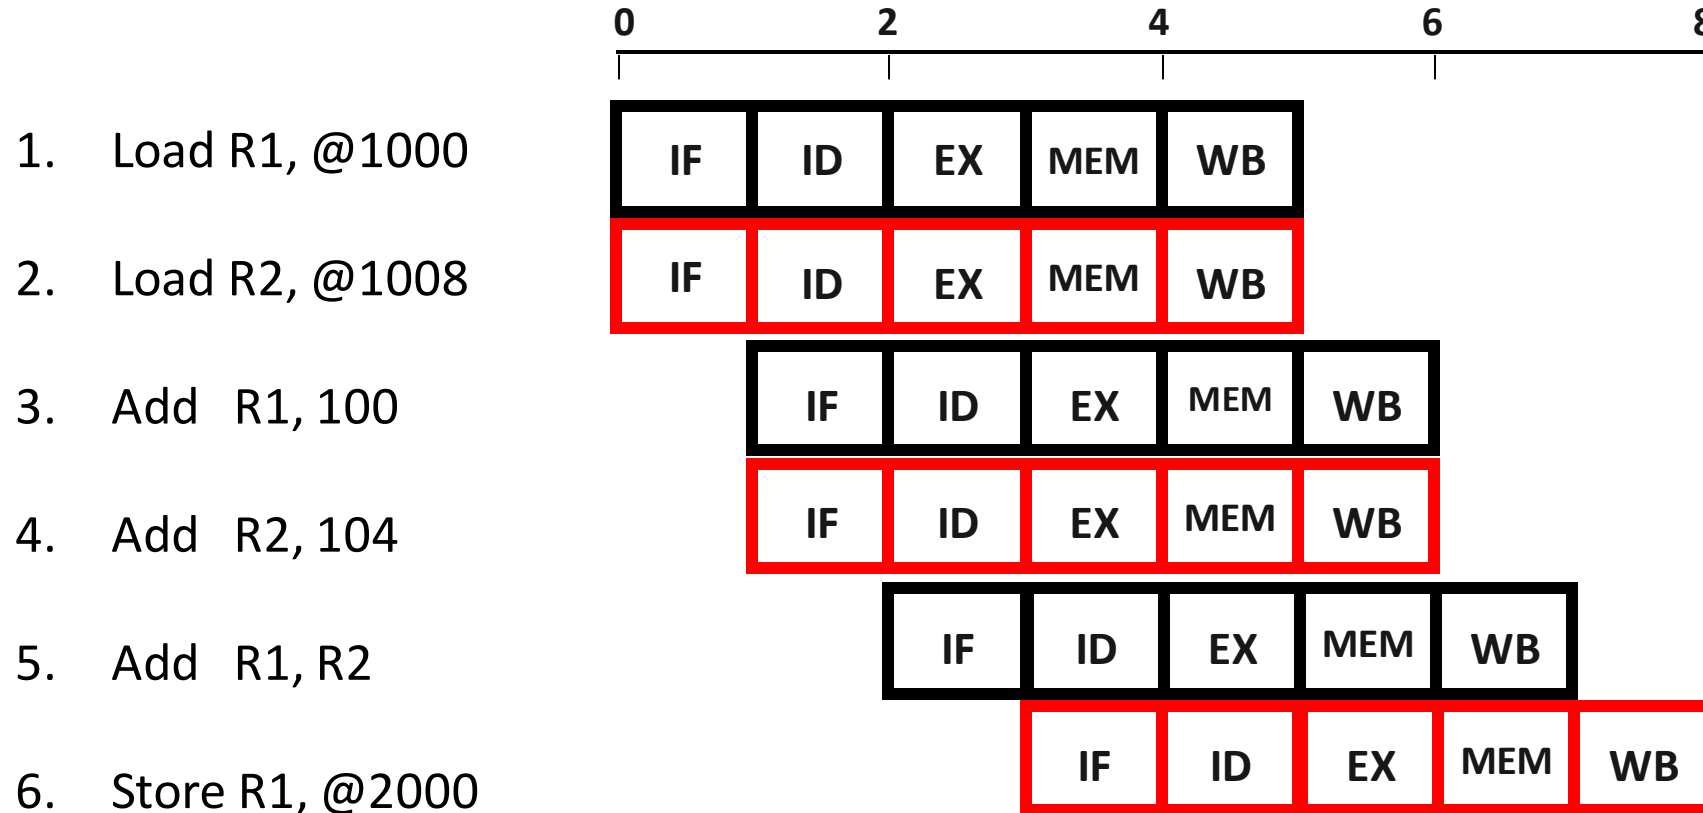 0 2 4 6 8
1. Load R1, @1000 IF ID EX MEM WB
2. Load R2, @1008 IF ID EX MEM WB
3. Add R1, 100 IF ID EX MEM WB
4. Add R2, 104 IF ID EX MEM WB
5. Add R1, R2 IF ID EX MEM WB
6. Store R1, @2000 IF ID EX MEM WB